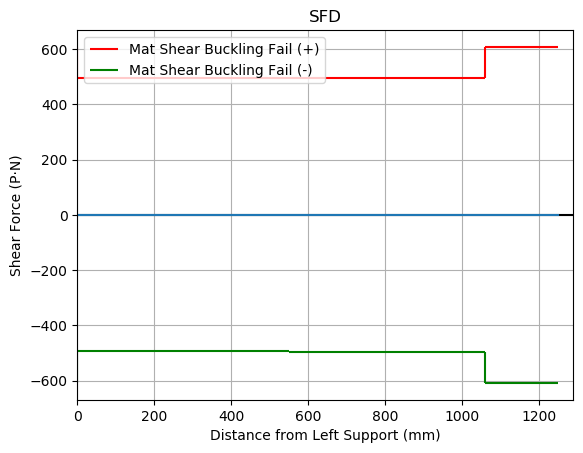 SFD
Mat Shear Buckling Fail (+)
Mat Shear Buckling Fail (-)
Shear Force (P·N)
600
400
200
0
−200
−400
−600
0 200 400 600 800 1000 1200
Distance from Left Support (mm)